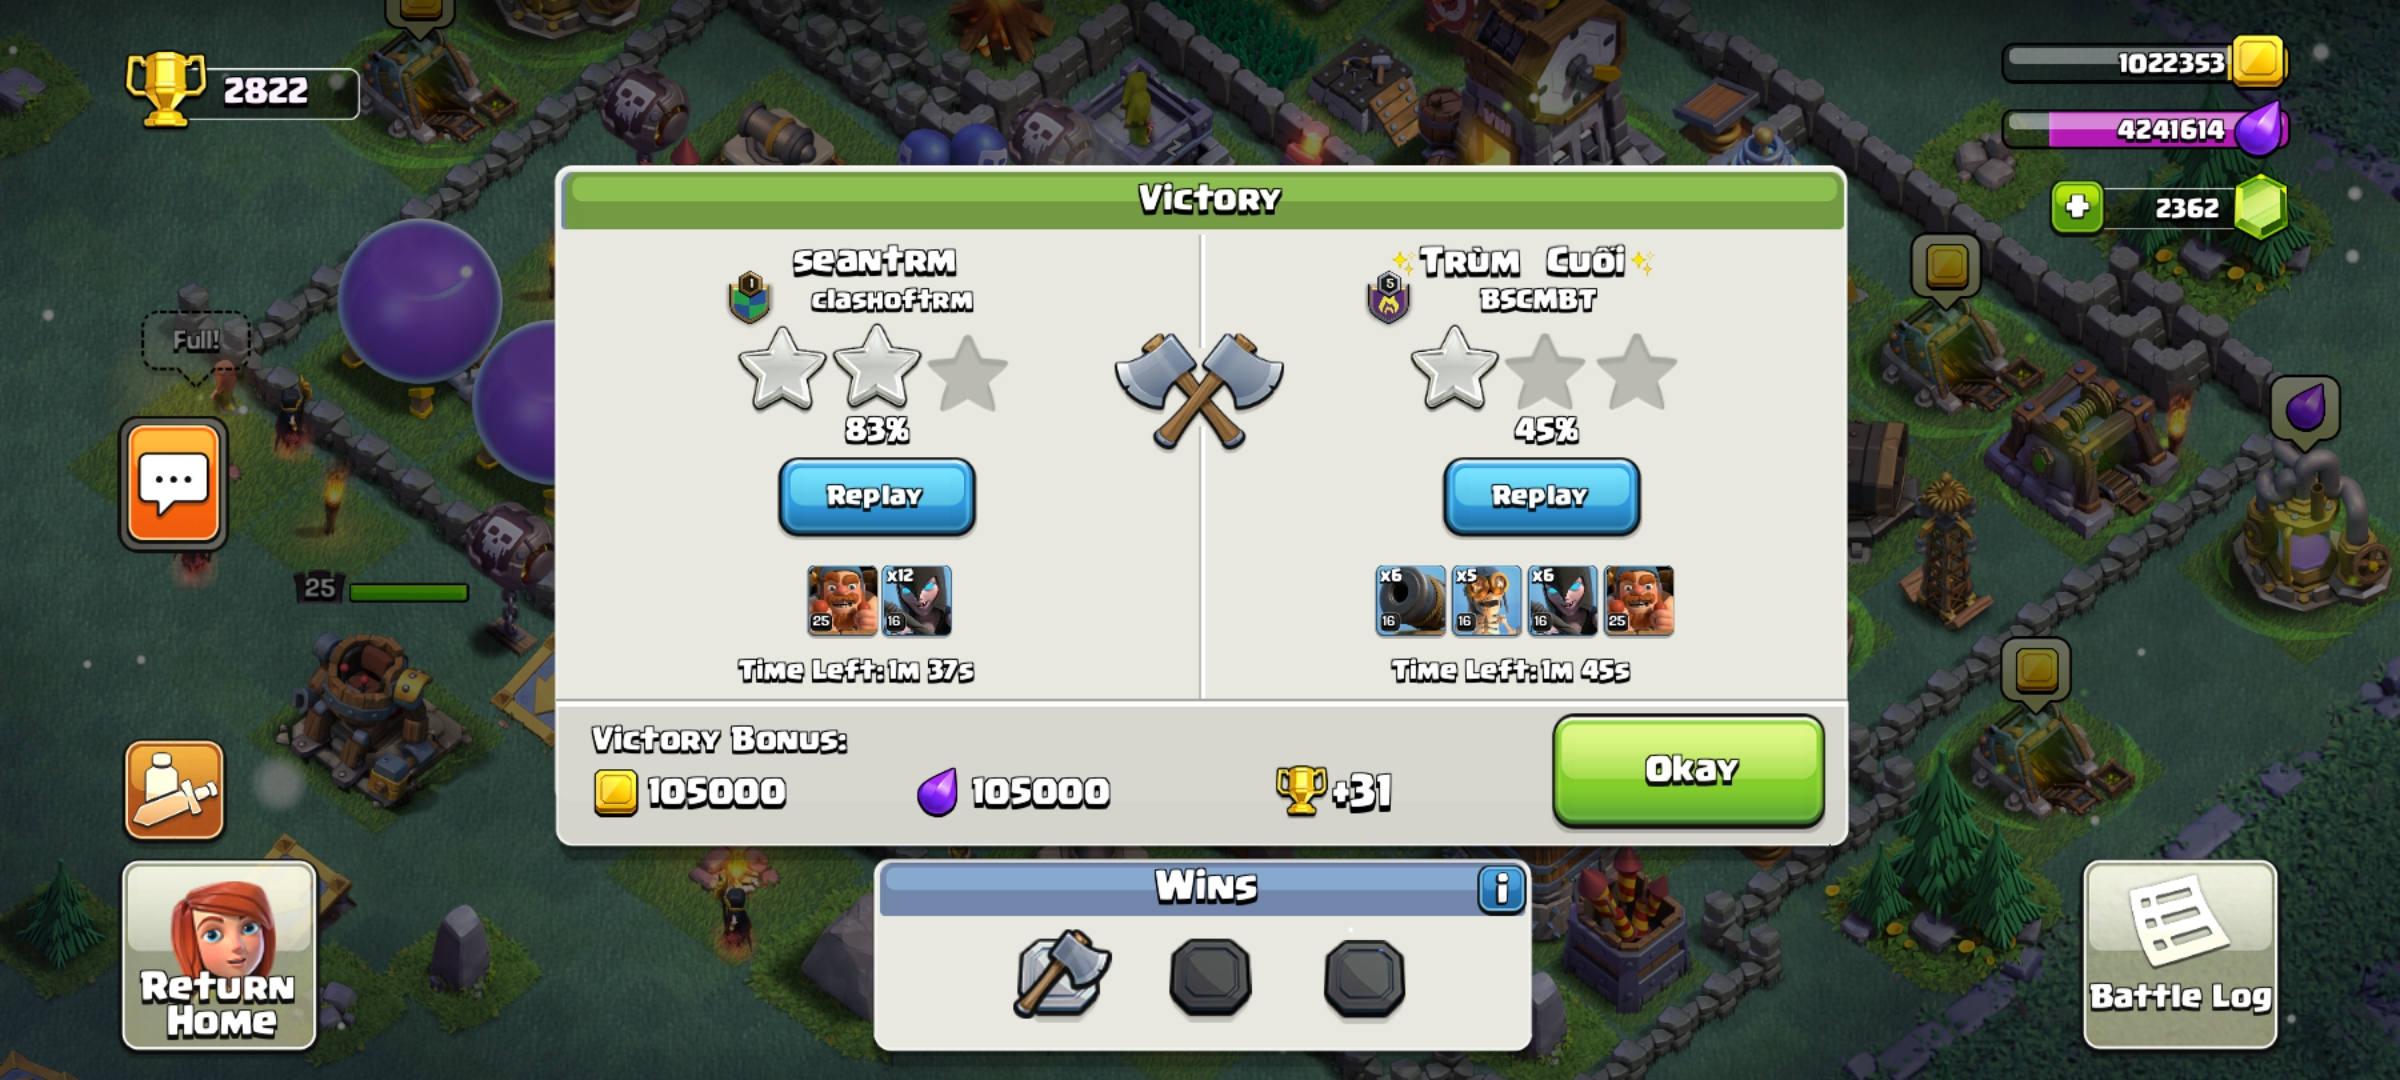 2822
1022353
4241614
2362
Full!
25
Victory
seantrm
clashoftrm
1
83%
Replay
25
x12
16
Time Left:1m 37s
✨Trùm Cuối✨
BSCMBT
5
45%
Replay
x6
16
x5
16
x6
16
25
Time Left:1m 45s
Victory Bonus:
105000
105000
+31
Okay
Wins
i
Return
Home
Battle Log